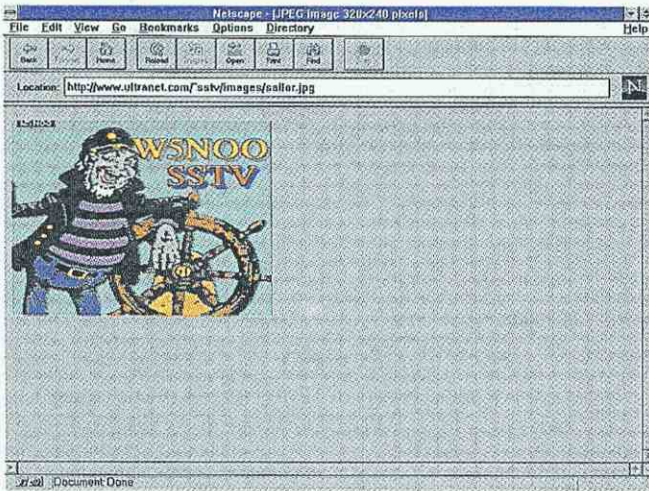 Netscape - [JPEG image 320x240 pixels]
File Edit View Go Bookmarks Options Directory Help
Back Home Reload Open Print Find
Location: http://www.ultranet.com/~sstv/images/sailor.jpg N
W5NOO
SSTV
Document Done